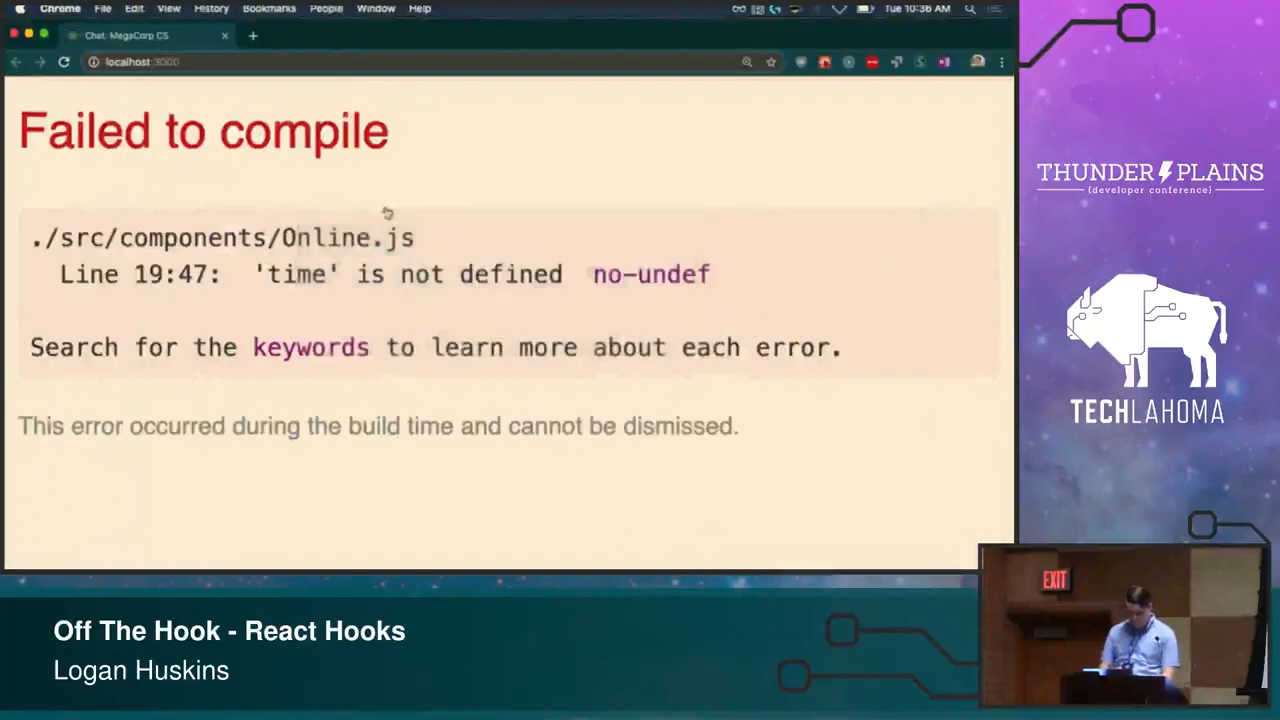 Chrome File Edit View History Bookmarks People Window Help
Tue 10:36 AM
Chat: MegaCorp CS
localhost:3000
Failed to compile
./src/components/Online.js
Line 19:47: 'time' is not defined no-undef
Search for the keywords to learn more about each error.
This error occurred during the build time and cannot be dismissed.
THUNDER PLAINS
{developer conference}
TECHLAHOMA
EXIT
Off The Hook - React Hooks
Logan Huskins